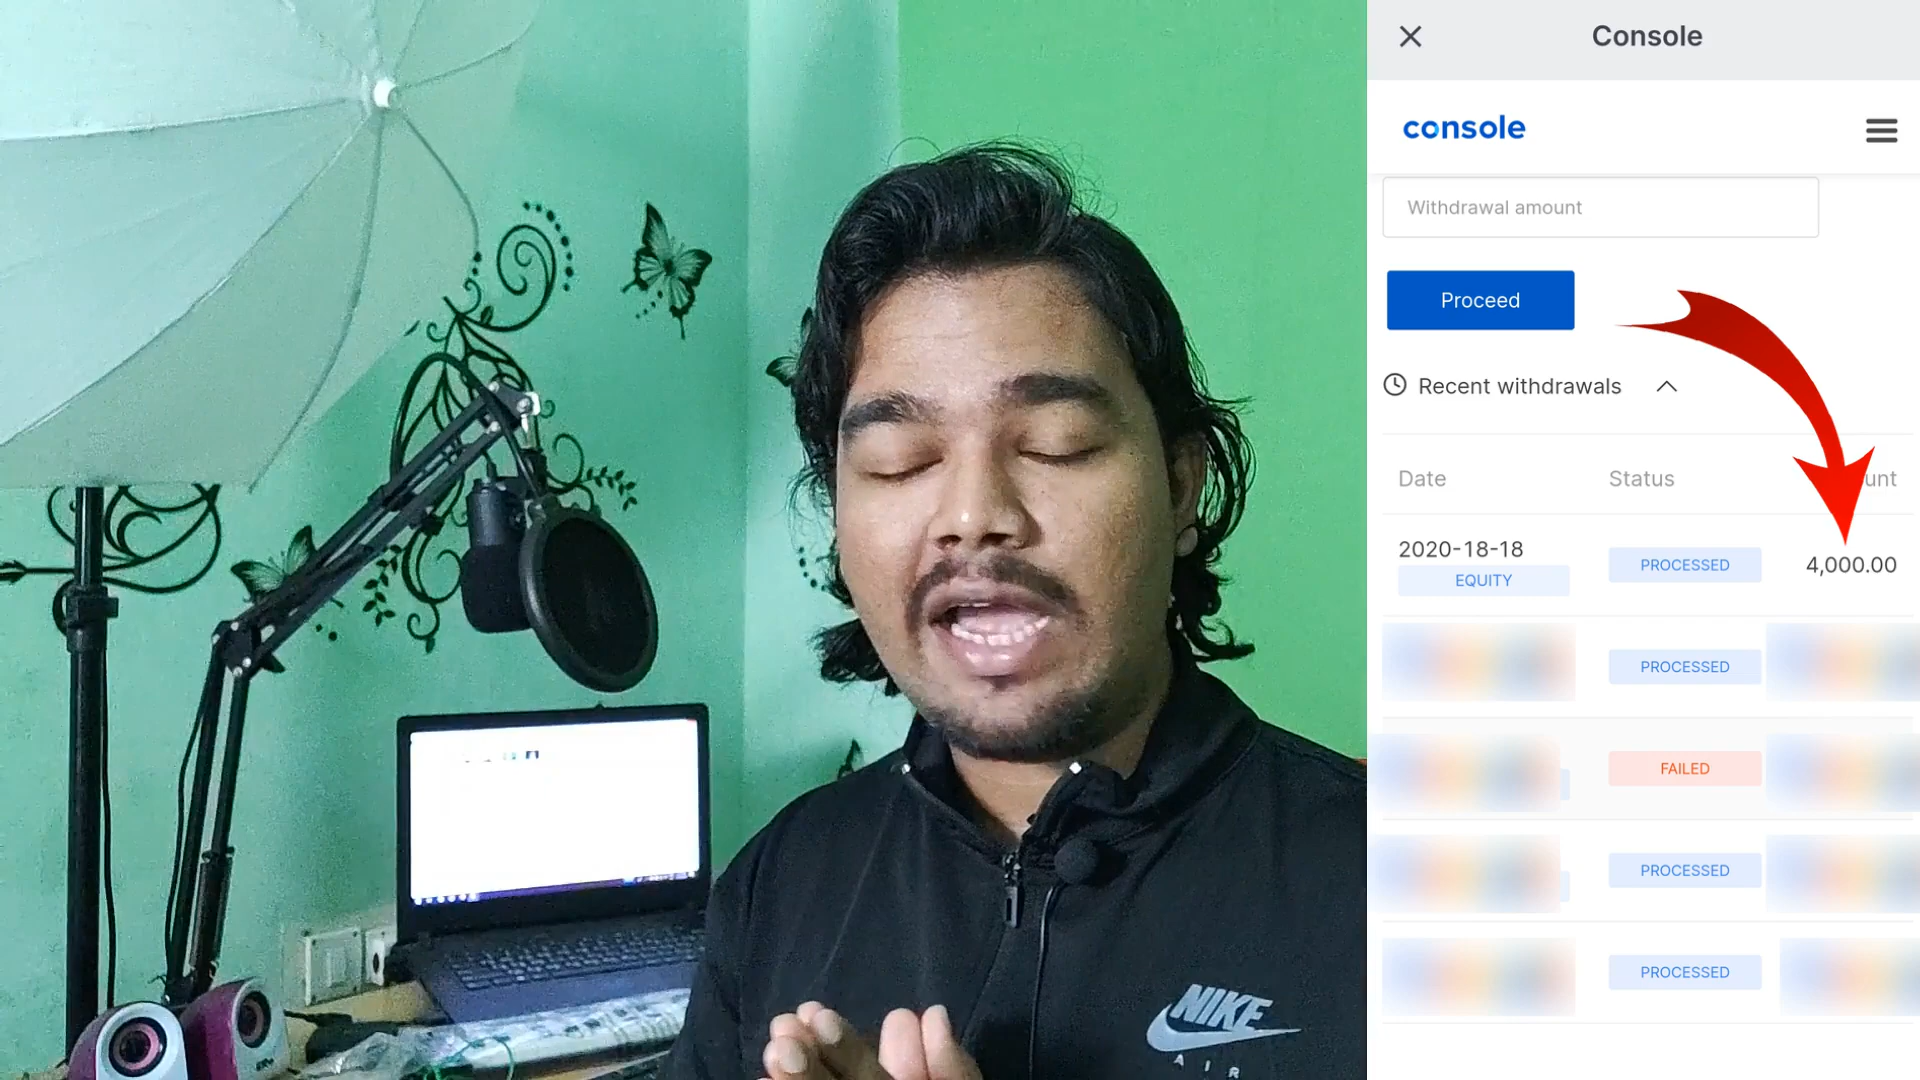 Console
console
Withdrawal amount
Proceed
Recent withdrawals
Date Status unt
2020-18-18 PROCESSED 4,000.00
EQUITY
PROCESSED
FAILED
PROCESSED
PROCESSED
NIKE
AIR